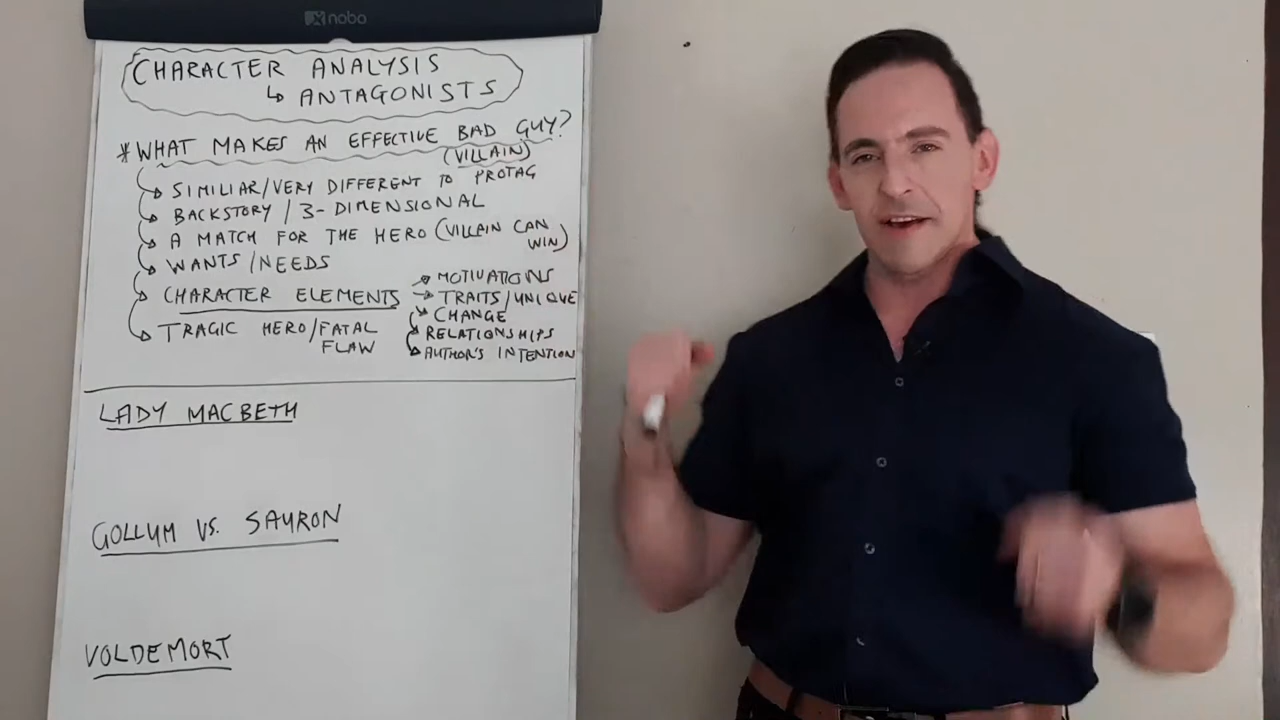 nobo
CHARACTER ANALYSIS
↳ ANTAGONISTS
*WHAT MAKES AN EFFECTIVE BAD GUY?
(VILLAIN)
SIMILIAR/VERY DIFFERENT TO PROTAG
BACKSTORY / 3-DIMENSIONAL
A MATCH FOR THE HERO (VILLAIN CAN
WIN)
WANTS/NEEDS
CHARACTER ELEMENTS
MOTIVATIONS
TRAITS/UNIQUE
CHANGE
RELATIONSHIPS
AUTHOR'S INTENTION
TRAGIC HERO/FATAL
FLAW
LADY MACBETH
GOLLUM VS. SAURON
VOLDEMORT